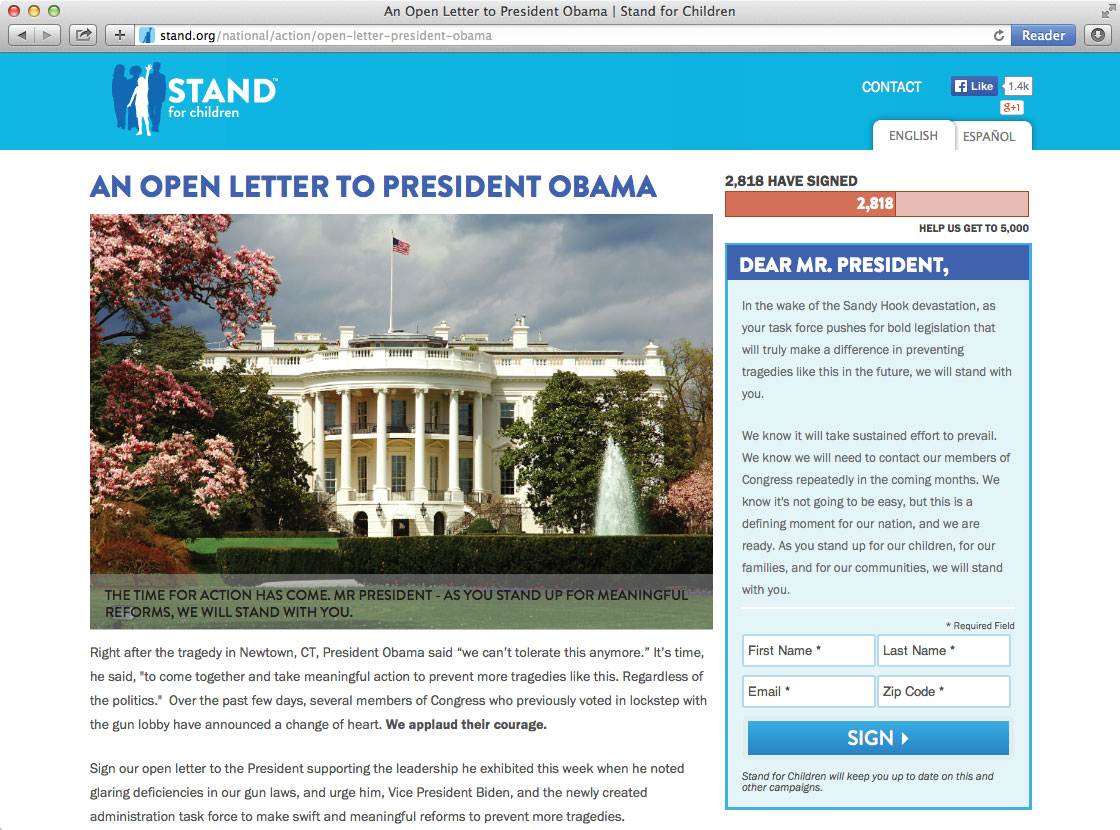 An Open Letter to President Obama | Stand for Children
stand.org/national/action/open-letter-president-obama
Reader
STAND™
for children
CONTACT
Like
1.4k
g+1
ENGLISH
ESPAÑOL
AN OPEN LETTER TO PRESIDENT OBAMA
THE TIME FOR ACTION HAS COME. MR PRESIDENT - AS YOU STAND UP FOR MEANINGFUL
REFORMS, WE WILL STAND WITH YOU.
Right after the tragedy in Newtown, CT, President Obama said “we can’t tolerate this anymore.” It’s time,
he said, "to come together and take meaningful action to prevent more tragedies like this. Regardless of
the politics."  Over the past few days, several members of Congress who previously voted in lockstep with
the gun lobby have announced a change of heart. We applaud their courage.
Sign our open letter to the President supporting the leadership he exhibited this week when he noted
glaring deficiencies in our gun laws, and urge him, Vice President Biden, and the newly created
administration task force to make swift and meaningful reforms to prevent more tragedies.
2,818 HAVE SIGNED
2,818
HELP US GET TO 5,000
DEAR MR. PRESIDENT,
In the wake of the Sandy Hook devastation, as
your task force pushes for bold legislation that
will truly make a difference in preventing
tragedies like this in the future, we will stand with
you.
We know it will take sustained effort to prevail.
We know we will need to contact our members of
Congress repeatedly in the coming months. We
know it's not going to be easy, but this is a
defining moment for our nation, and we are
ready. As you stand up for our children, for our
families, and for our communities, we will stand
with you.
* Required Field
First Name *
Last Name *
Email *
Zip Code *
SIGN
Stand for Children will keep you up to date on this and
other campaigns.